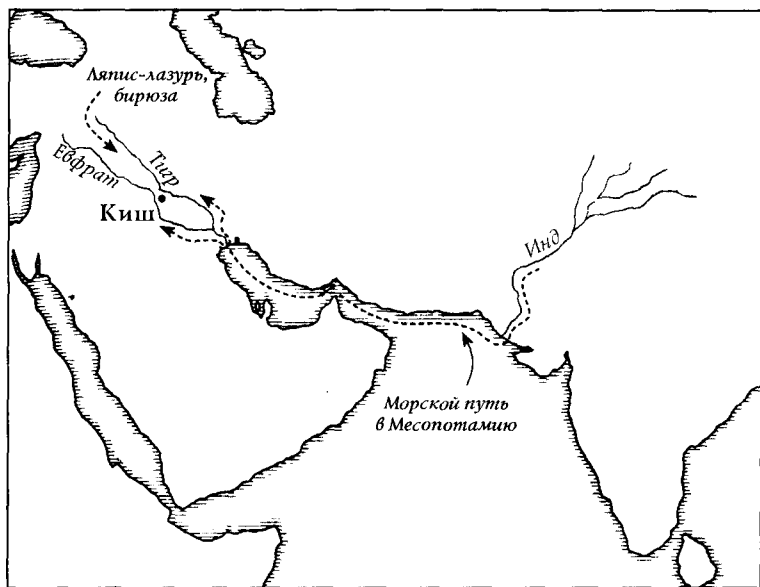 Ляпис-лазурь,
бирюза
Тигр
Евфрат
Киш
Инд
Морской путь
в Месопотамию